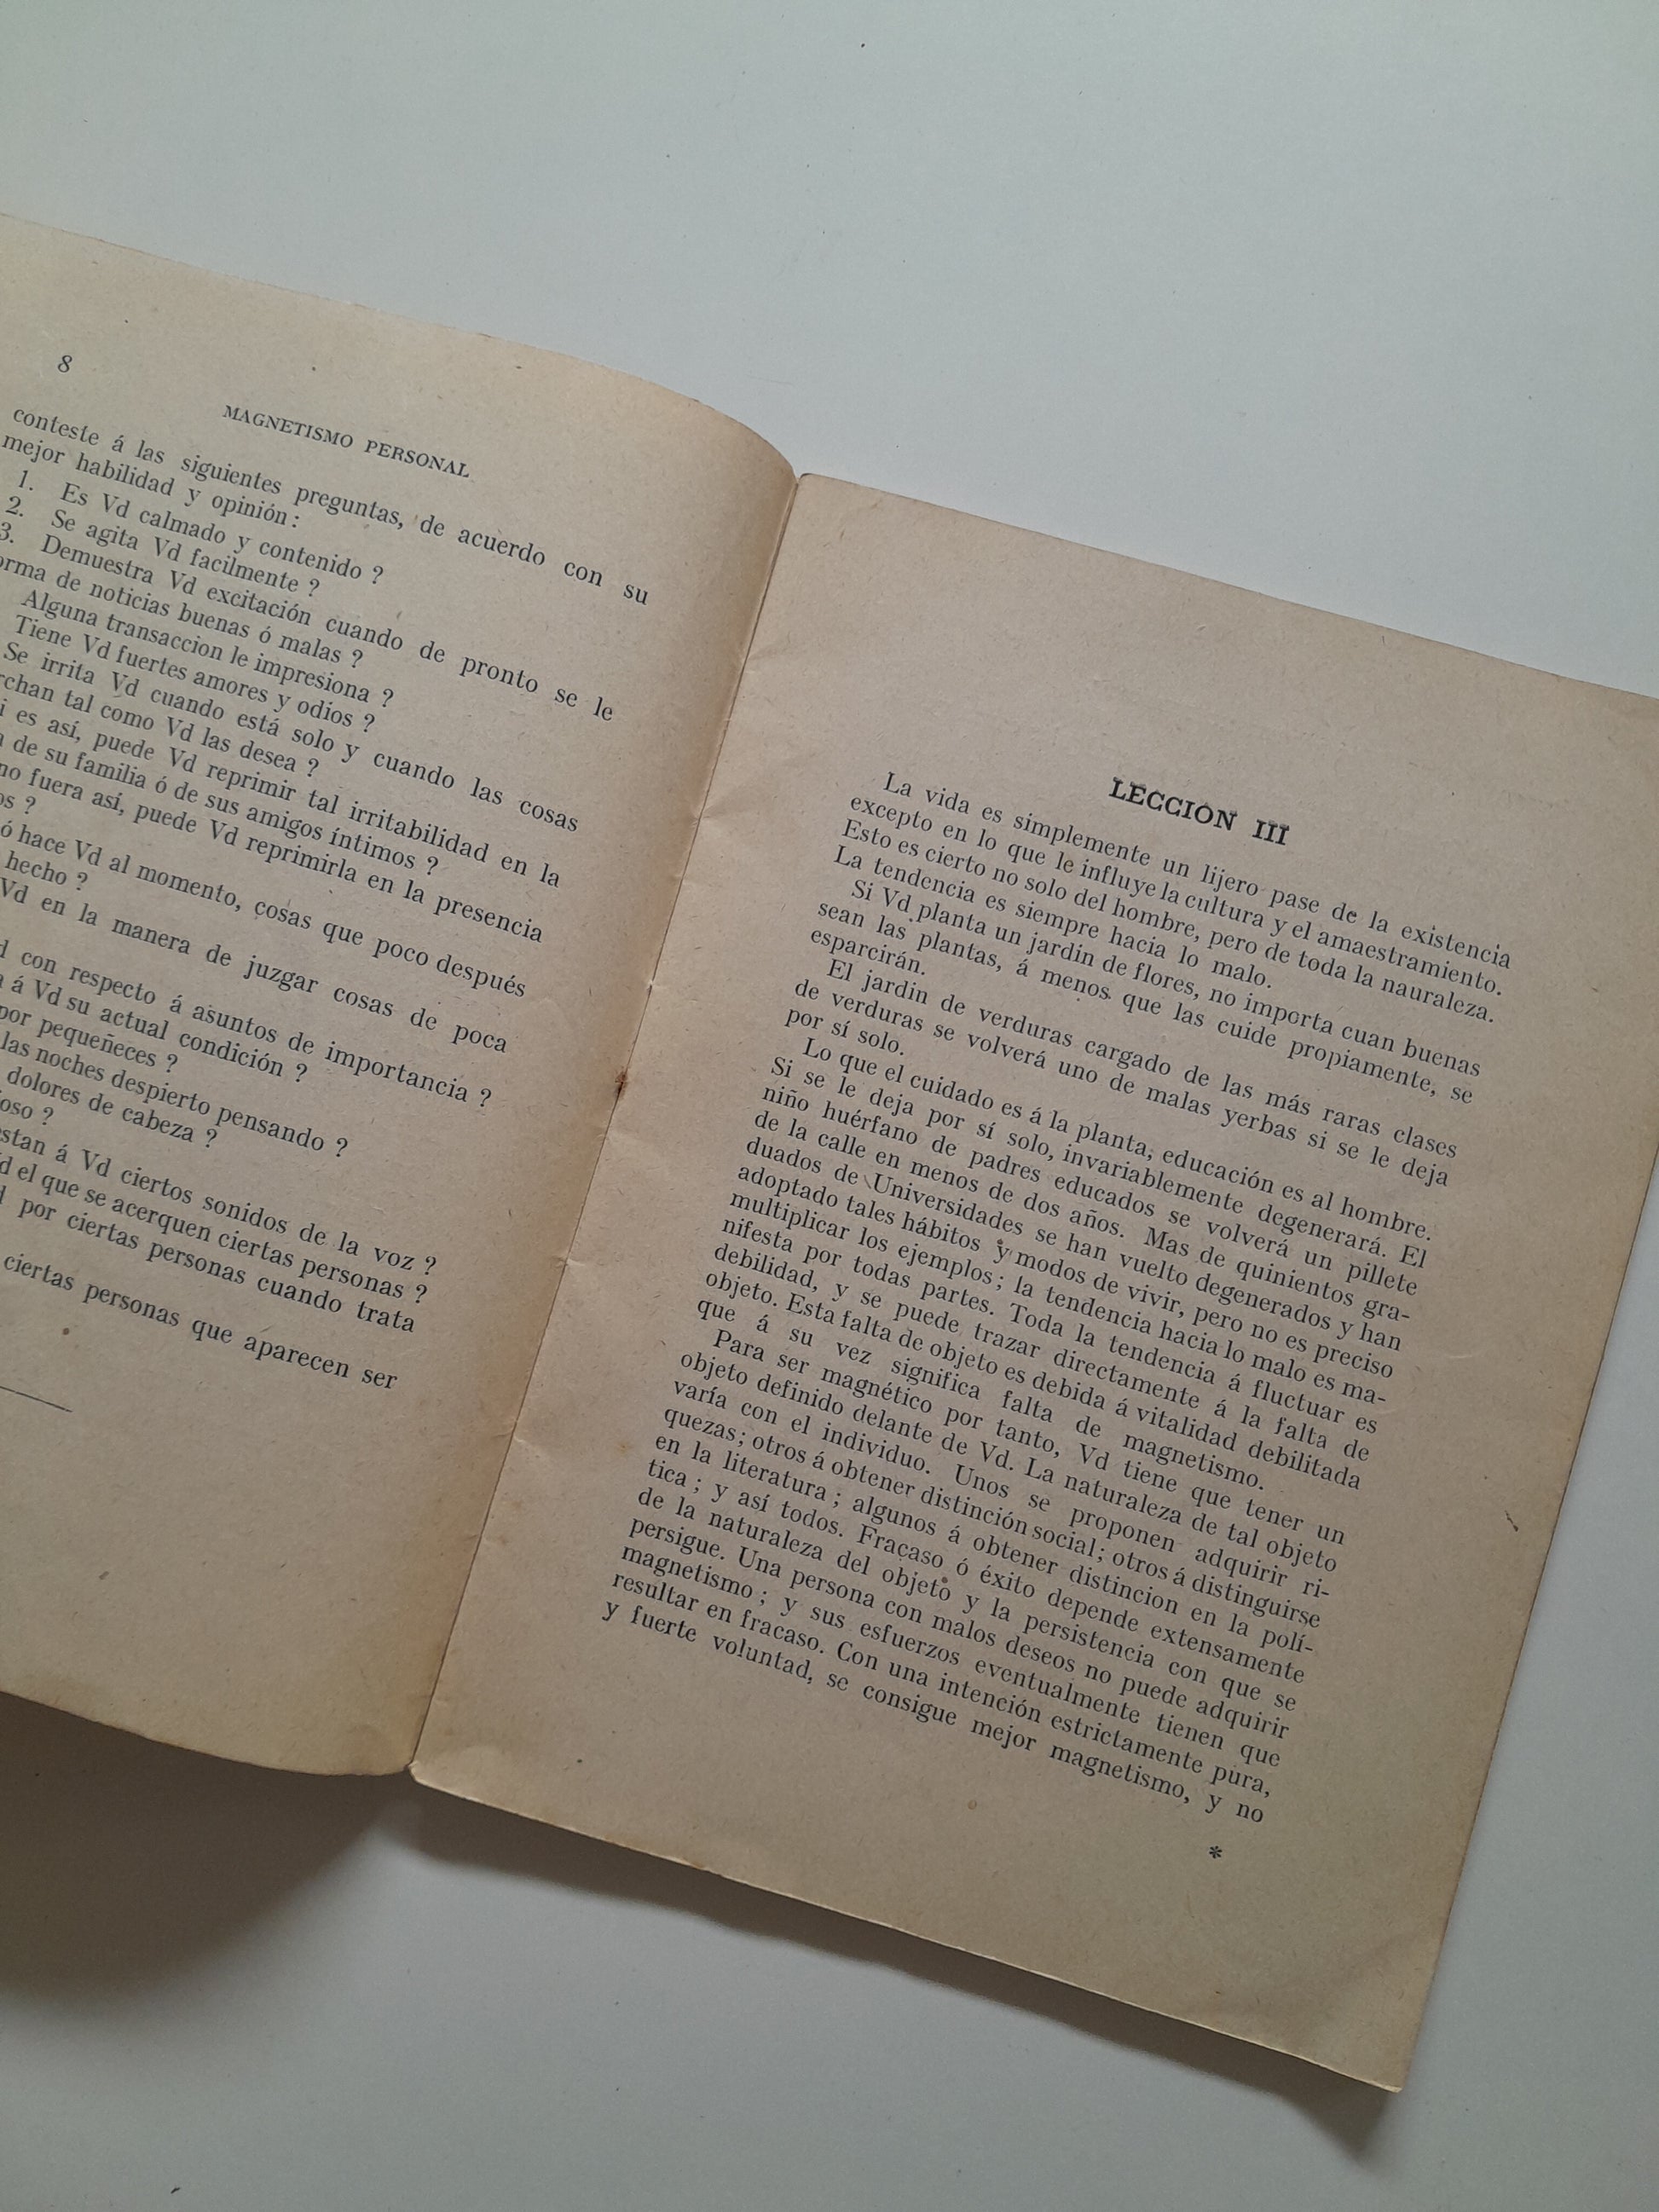 8
MAGNETISMO PERSONAL
conteste á las siguientes preguntas, de acuerdo con su
mejor habilidad y opinión:
1. Es Vd calmado y contenido ?
2. Se agita Vd facilmente ?
3. Demuestra Vd excitación cuando de pronto se le
de noticias buenas ó malas ?
Alguna transaccion le impresiona ?
Tiene Vd fuertes amores y odios ?
Se irrita Vd cuando está solo y cuando las cosas
tal como Vd las desea ?
es así, puede Vd reprimir tal irritabilidad en la
de su familia ó de sus amigos íntimos ?
fuera así, puede Vd reprimirla en la presencia
?
ó hace Vd al momento, cosas que poco después
hecho ?
Vd en la manera de juzgar cosas de poca
con respecto á asuntos de importancia ?
á Vd su actual condición ?
por pequeñeces ?
las noches despierto pensando ?
dolores de cabeza ?
?
á Vd ciertos sonidos de la voz ?
el que se acerquen ciertas personas ?
por ciertas personas cuando trata
ciertas personas que aparecen ser
LECCIÓN III
La vida es simplemente un lijero pase de la existencia
excepto en lo que le influye la cultura y el amaestramiento.
Esto es cierto no solo del hombre, pero de toda la nauraleza.
La tendencia es siempre hacia lo malo.
Si Vd planta un jardin de flores, no importa cuan buenas
sean las plantas, á menos que las cuide propiamente, se
esparcirán.
El jardin de verduras cargado de las más raras clases
de verduras se volverá uno de malas yerbas si se le deja
por sí solo.
Lo que el cuidado es á la planta, educación es al hombre.
Si se le deja por sí solo, invariablemente degenerará. El
niño huérfano de padres educados se volverá un pillete
de la calle en menos de dos años. Mas de quinientos gra-
duados de Universidades se han vuelto degenerados y han
adoptado tales hábitos y modos de vivir, pero no es preciso
multiplicar los ejemplos; la tendencia hacia lo malo es ma-
nifesta por todas partes. Toda la tendencia á fluctuar es
debilidad, y se puede trazar directamente á la falta de
objeto. Esta falta de objeto es debida á vitalidad debilitada
que á su vez significa falta de magnetismo.
Para ser magnético por tanto, Vd tiene que tener un
objeto definido delante de Vd. La naturaleza de tal objeto
varía con el individuo. Unos se proponen adquirir ri-
quezas; otros á obtener distinción social; otros á distinguirse
en la literatura; algunos á obtener distincion en la polí-
tica; y así todos. Fracaso ó éxito depende extensamente
de la naturaleza del objeto y la persistencia con que se
persigue. Una persona con malos deseos no puede adquirir
magnetismo; y sus esfuerzos eventualmente tienen que
resultar en fracaso. Con una intención estrictamente pura,
y fuerte voluntad, se consigue mejor magnetismo, y no
*